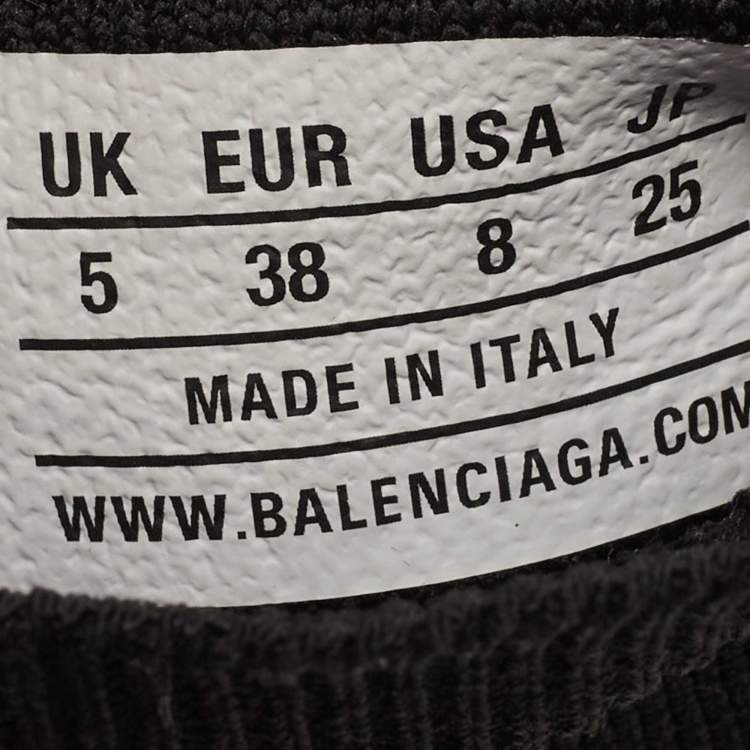 UK EUR USA JP
5 38 8 25
MADE IN ITALY
WWW.BALENCIAGA.COM